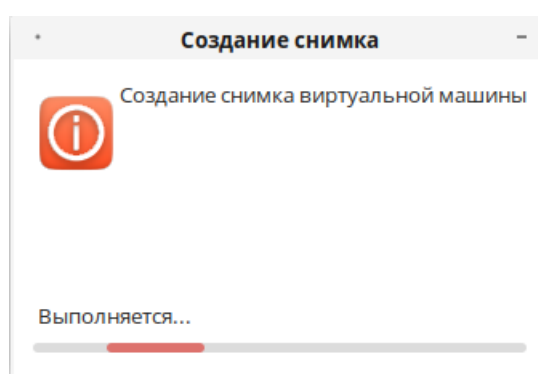 Создание снимка
Создание снимка виртуальной машины
Выполняется...